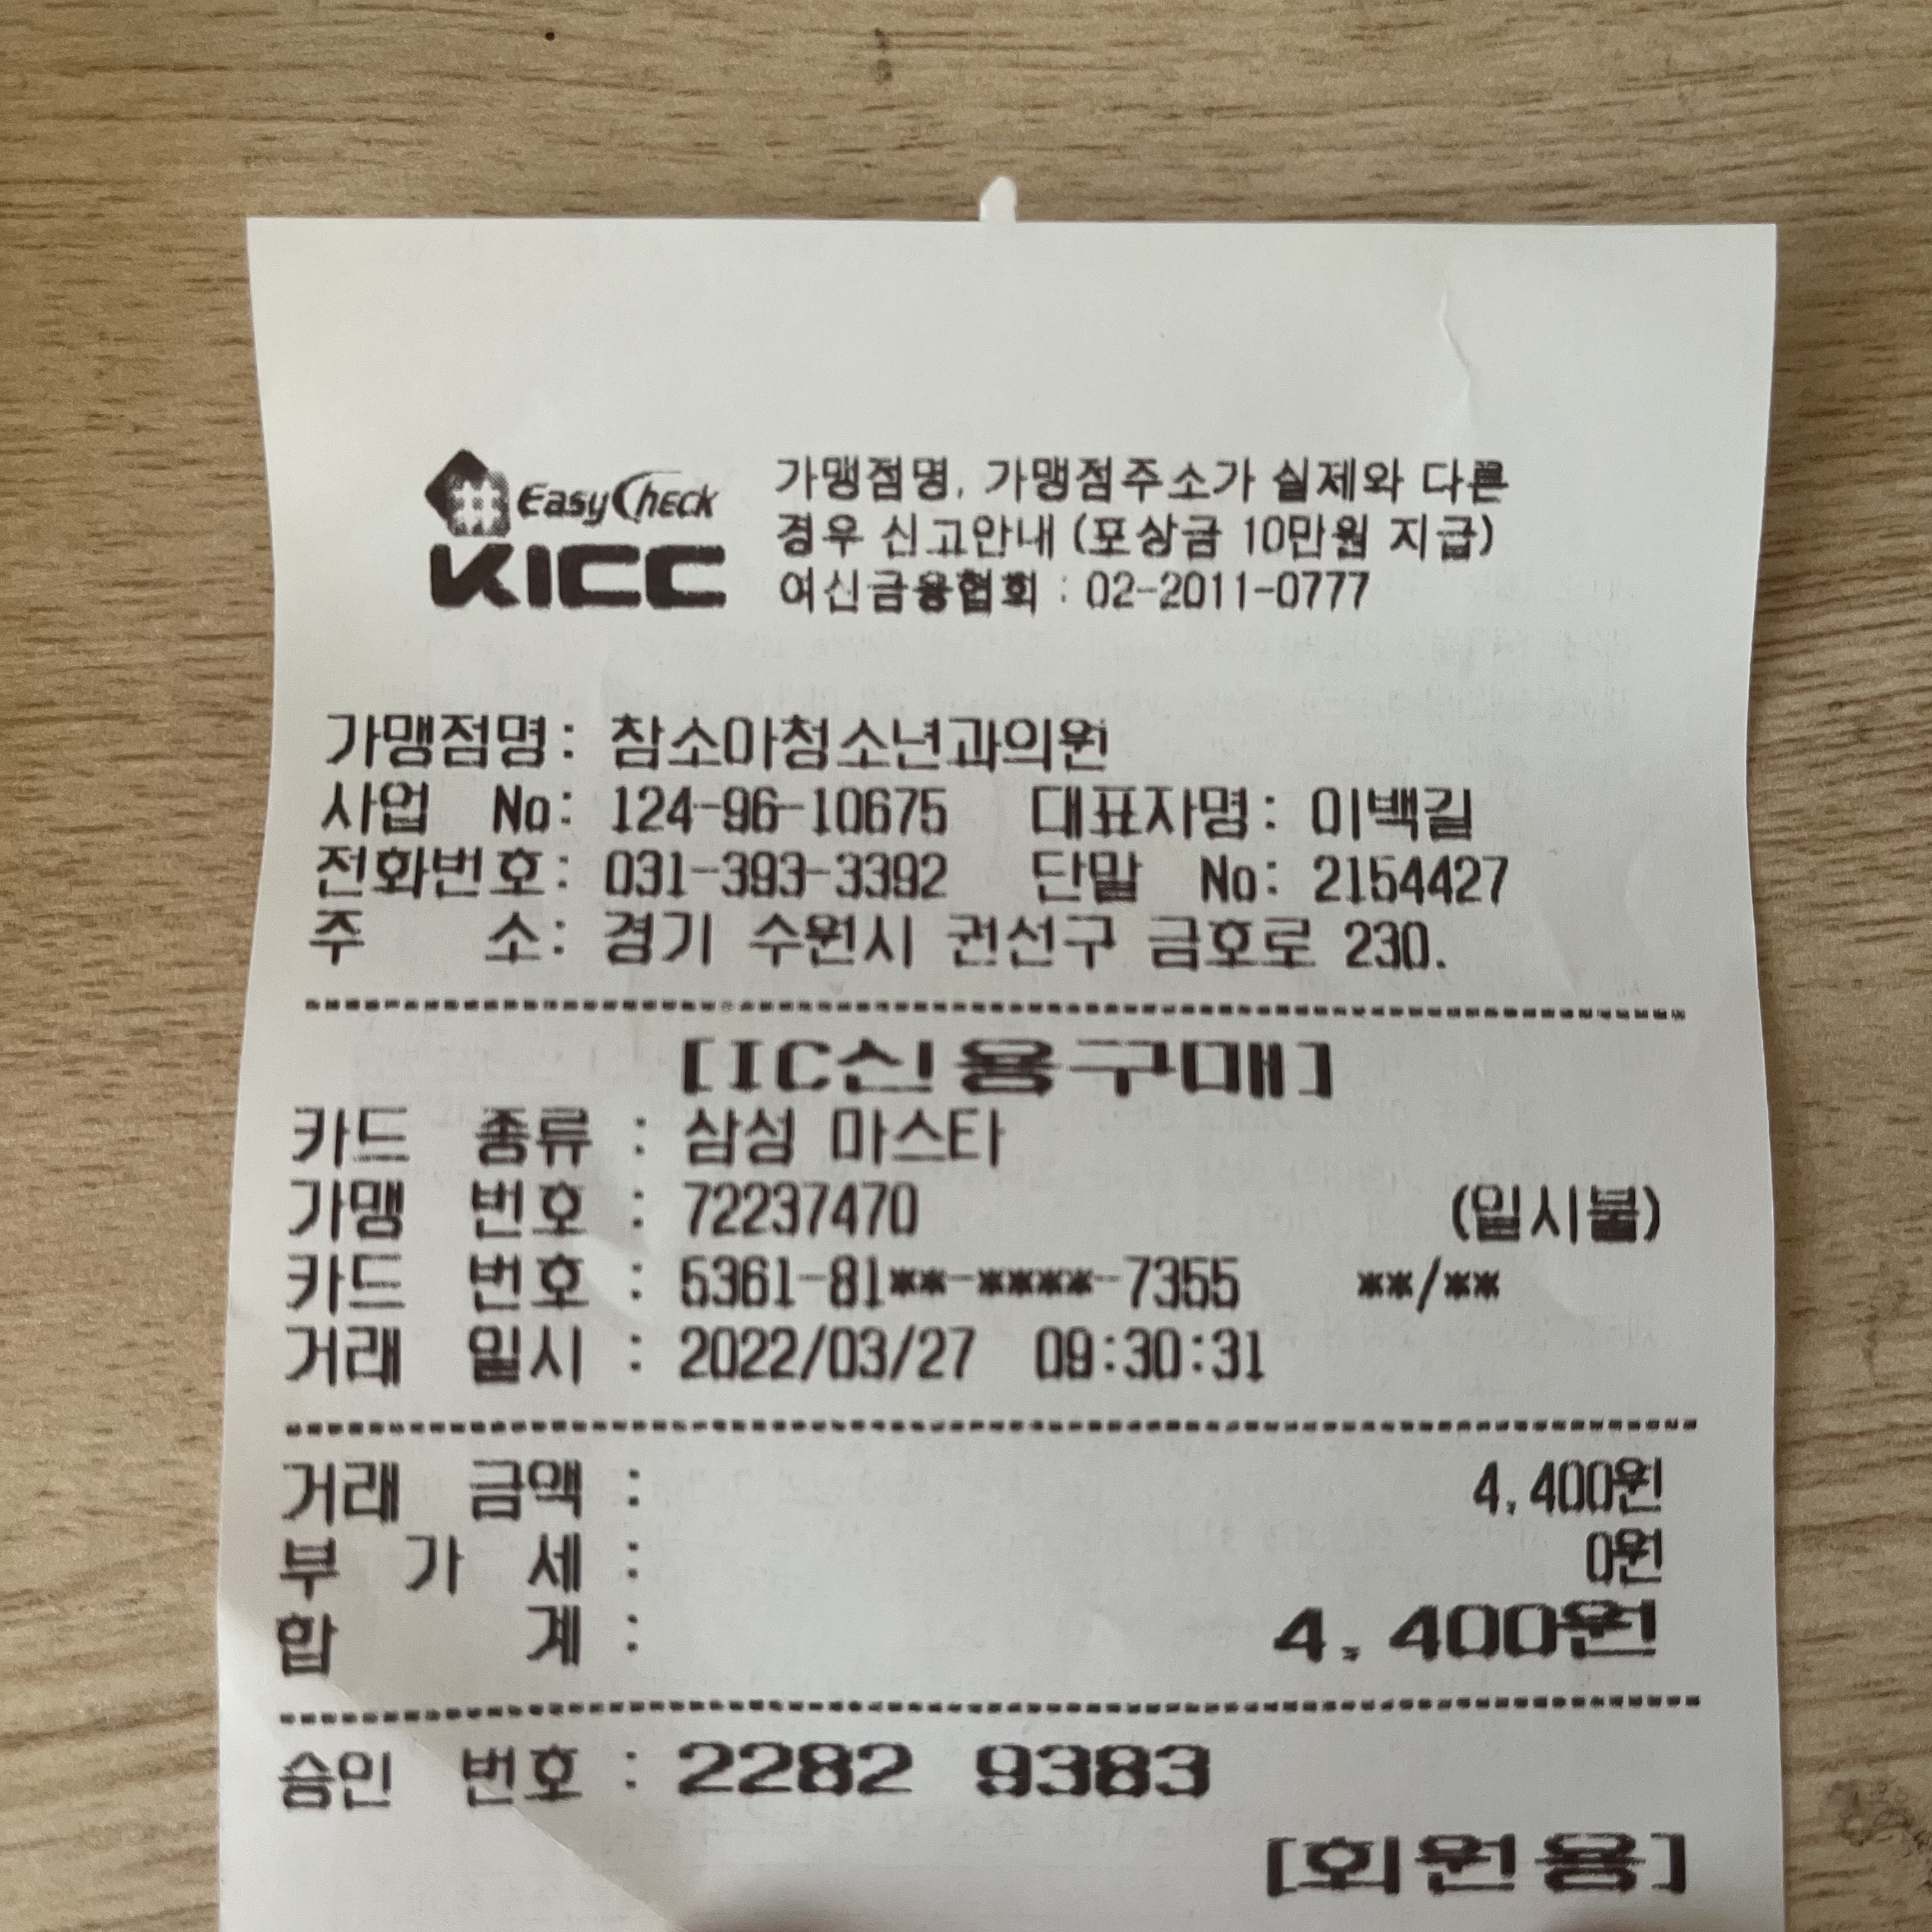 EasyCheck
KICC
가맹점명, 가맹점주소가 실제와 다른
경우 신고안내 (포상금 10만원 지급)
여신금융협회 : 02-2011-0777
가맹점명: 참소아청소년과의원
사업 No: 124-96-10675 대표자명: 이백길
전화번호: 031-393-3392 단말 No: 2154427
주 소: 경기 수원시 권선구 금호로 230.
[IC신용구매]
카드 종류 : 삼성 마스타
가맹 번호 : 72237470 (일시불)
카드 번호 : 5361-81**-****-7355 **/**
거래 일시 : 2022/03/27 09:30:31
거래 금액 : 4,400원
부 가 세 : 0원
합 계 : 4,400원
승인 번호 : 2282 9383
[회원용]